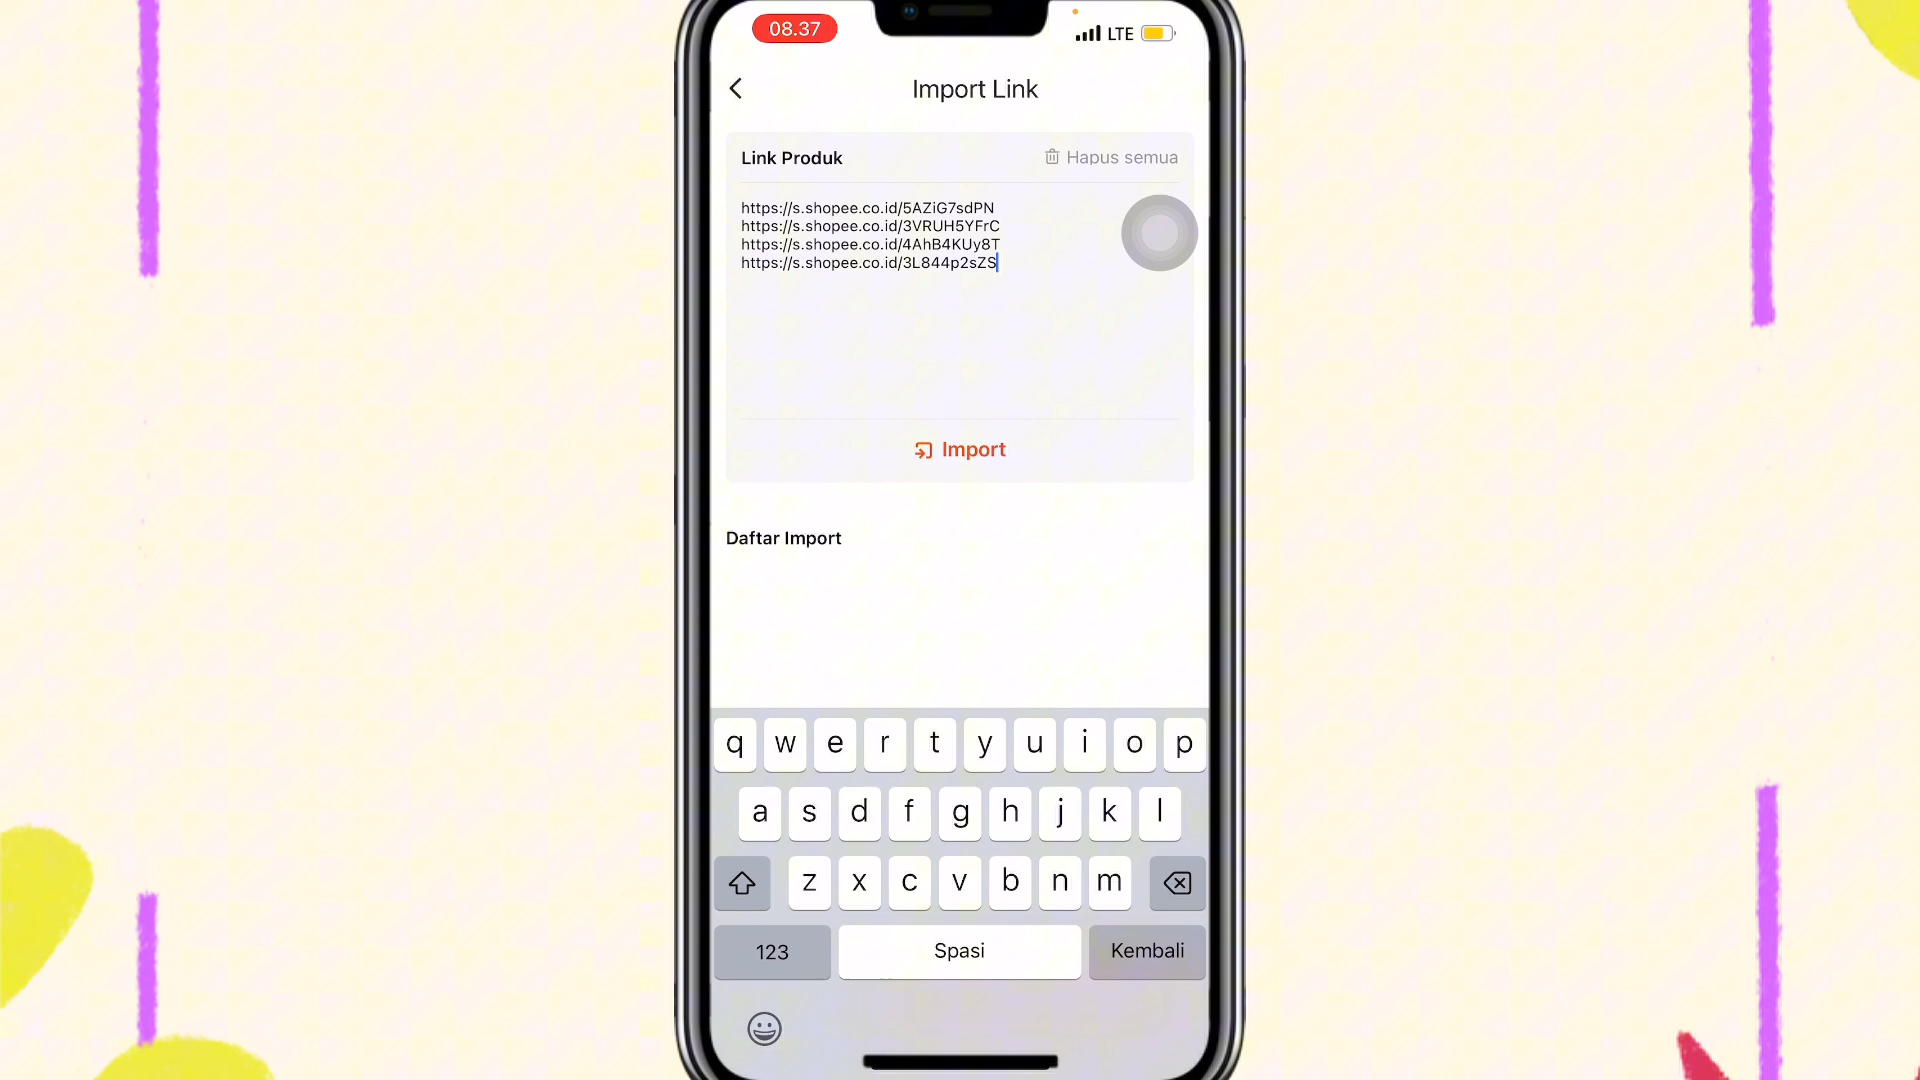 08.37
LTE
Import Link
Link Produk
Hapus semua
https://s.shopee.co.id/5AZiG7sdPN
https://s.shopee.co.id/3VRUH5YFrC
https://s.shopee.co.id/4AhB4KUy8T
https://s.shopee.co.id/3L844p2sZS
Import
Daftar Import
q w e r t y u i o p
a s d f g h j k l
z x c v b n m
123 Spasi Kembali